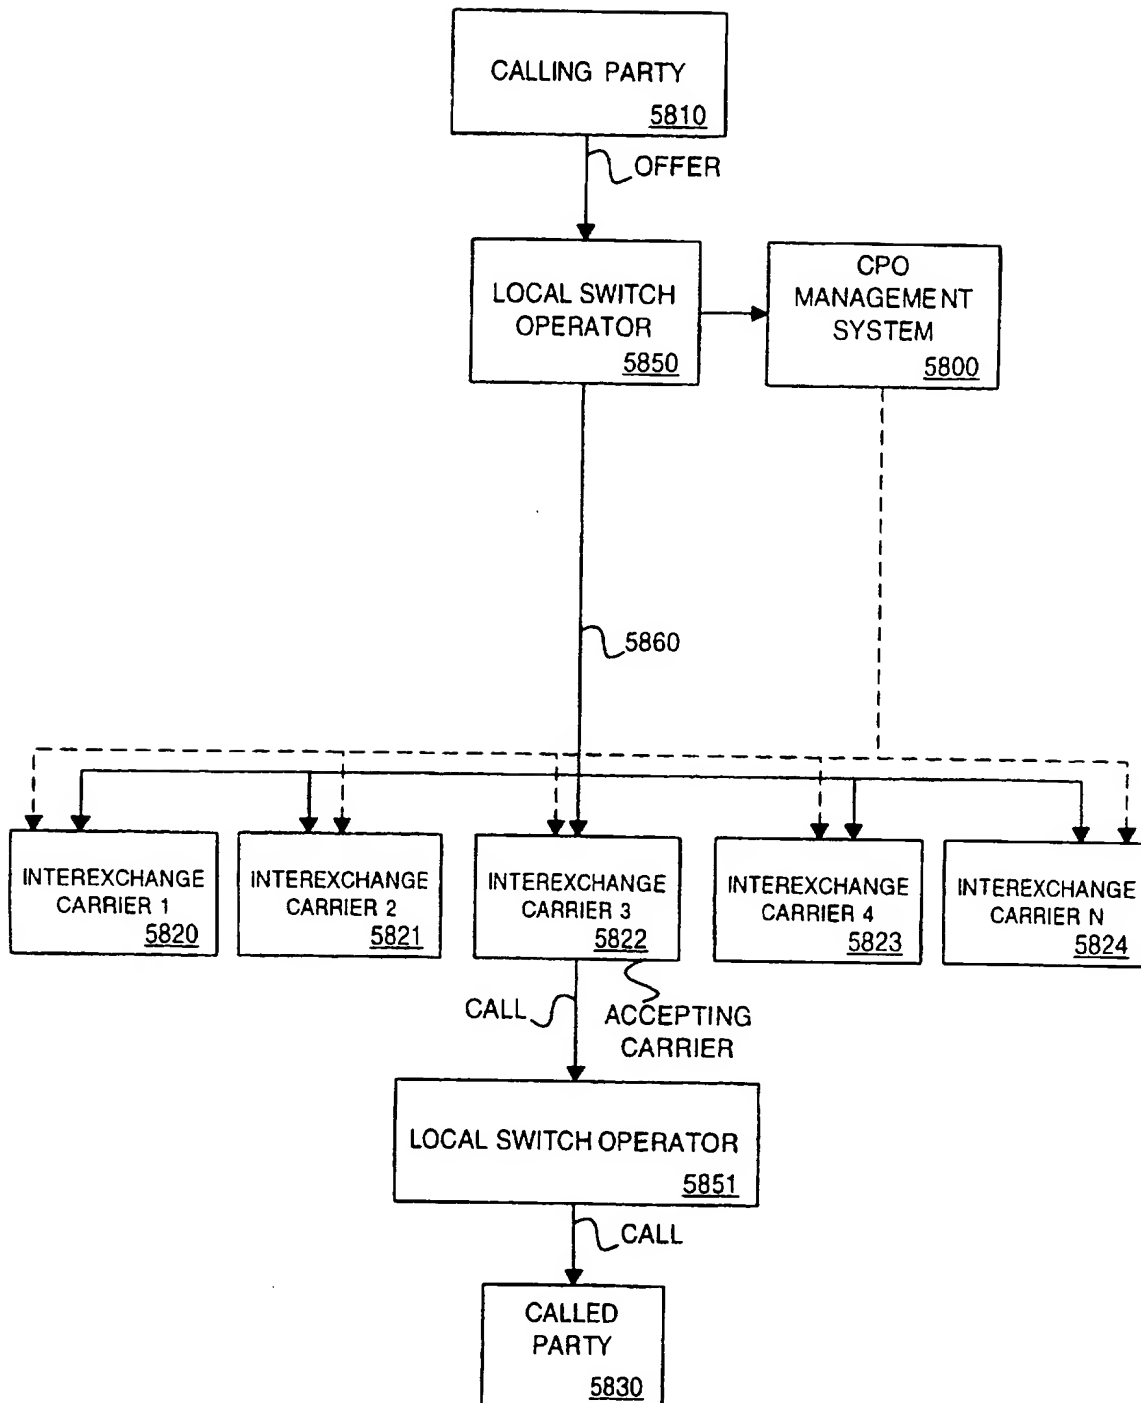 CALLING PARTY
5810
OFFER
LOCAL SWITCH
OPERATOR
5850
CPO
MANAGEMENT
SYSTEM
5800
5860
INTEREXCHANGE
CARRIER 1
5820
INTEREXCHANGE
CARRIER 2
5821
INTEREXCHANGE
CARRIER 3
5822
INTEREXCHANGE
CARRIER 4
5823
INTEREXCHANGE
CARRIER N
5824
CALL
ACCEPTING
CARRIER
LOCAL SWITCH OPERATOR
5851
CALL
CALLED
PARTY
5830